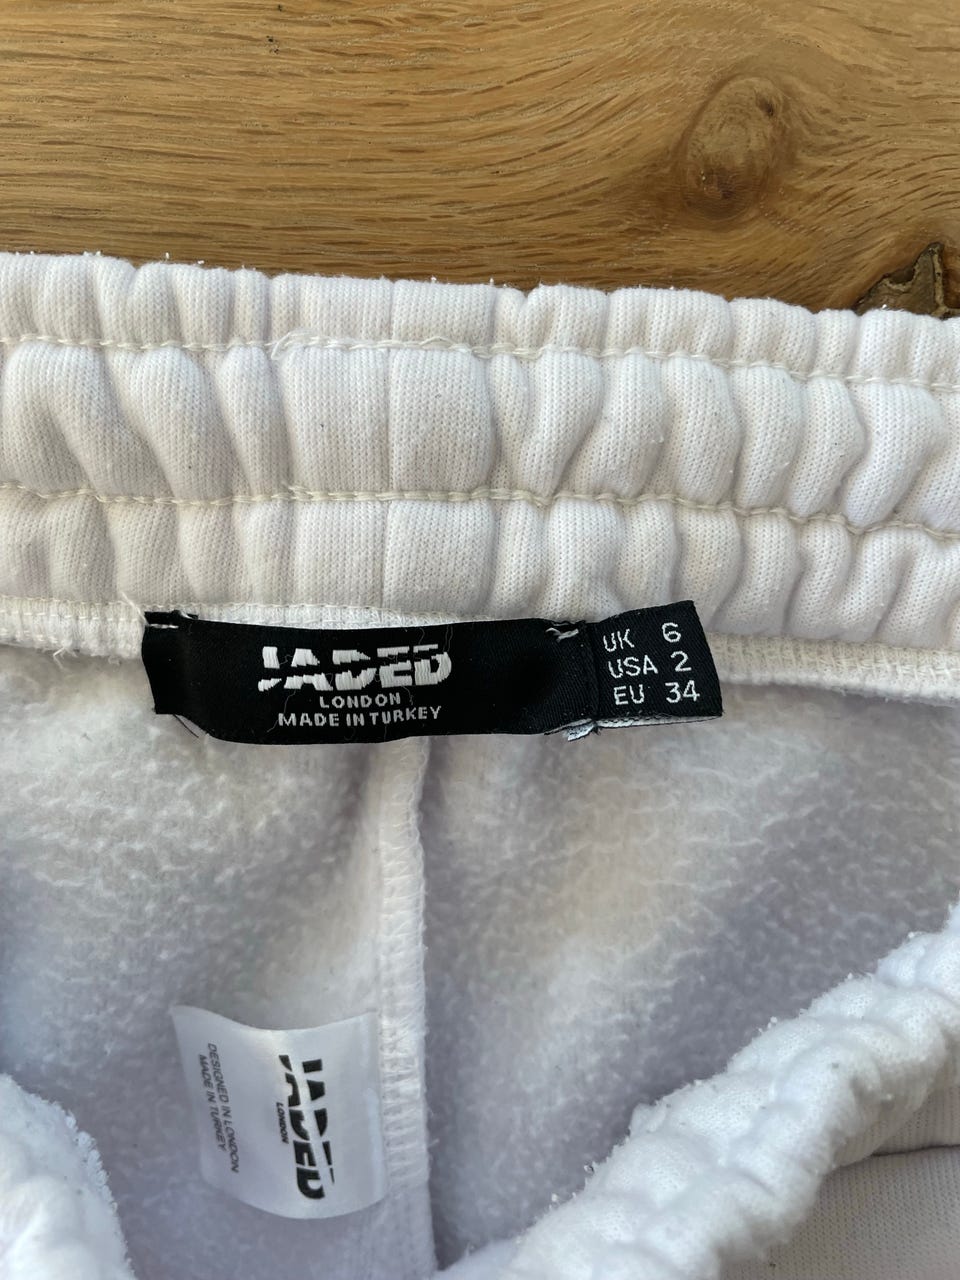 JADED
LONDON
MADE IN TURKEY
UK 6
USA 2
EU 34
JADED
LONDON
DESIGNED IN LONDON
MADE IN TURKEY